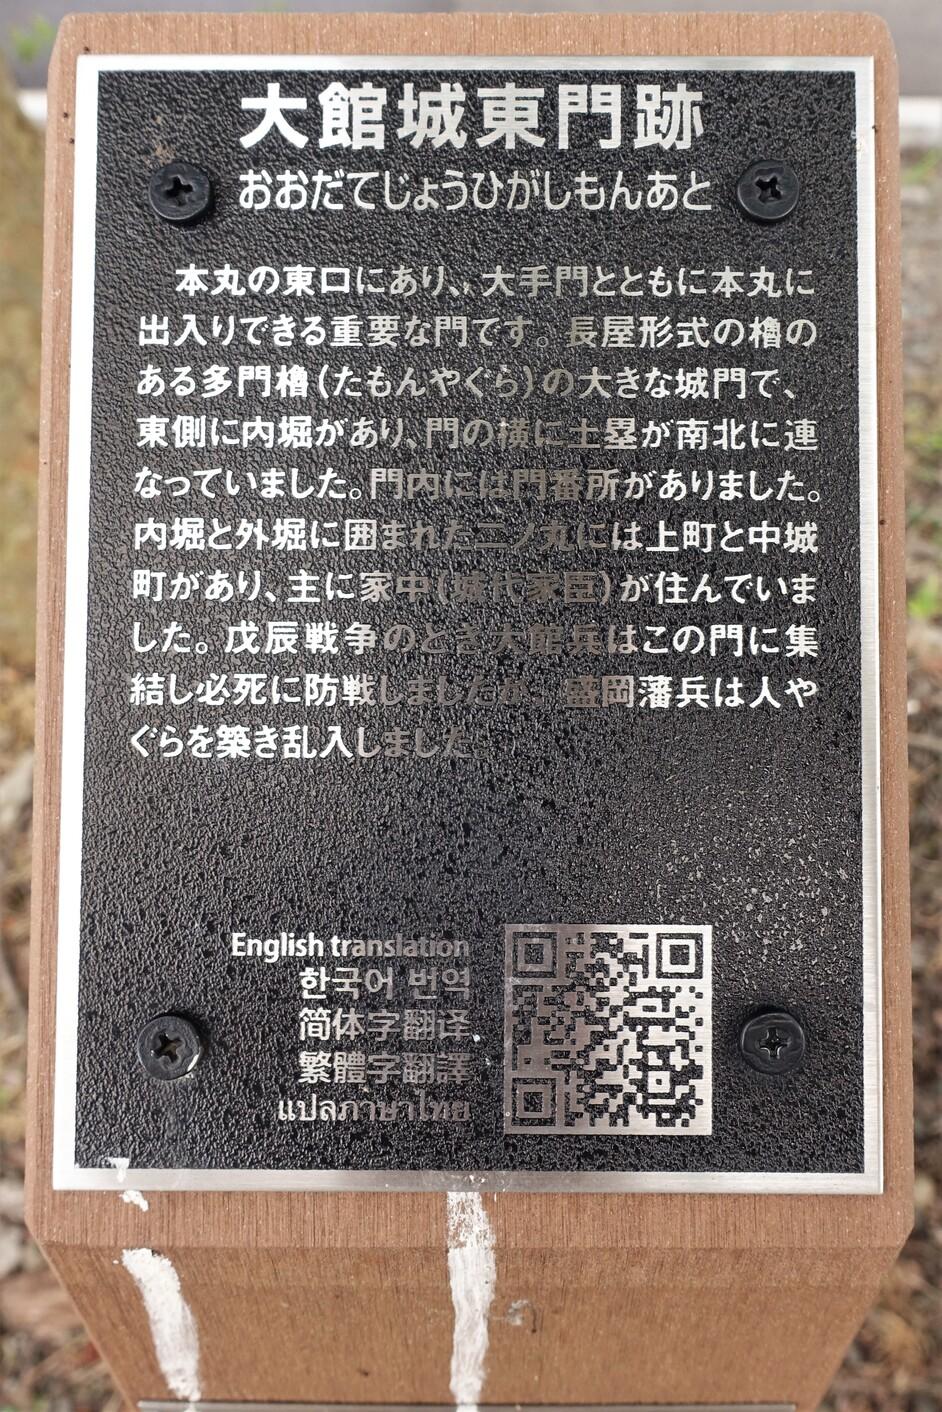 大館城東門跡
おおだてじょうひがしもんあと
本丸の東口にあり、大手門とともに本丸に
出入りできる重要な門です。長屋形式の櫓の
ある多門櫓(たもんやぐら)の大きな城門で、
東側に内堀があり、門の横に土塁が南北に連
なっていました。門内には門番所がありました。
内堀と外堀に囲まれた二ノ丸には上町と中城
町があり、主に家中(城代家臣)が住んでいま
した。戊辰戦争のとき大館兵はこの門に集
結し必死に防戦しましたが、盛岡藩兵は人や
ぐらを築き乱入しました。
English translation
한국어 번역
简体字翻译
繁體字翻譯
แปลภาษาไทย